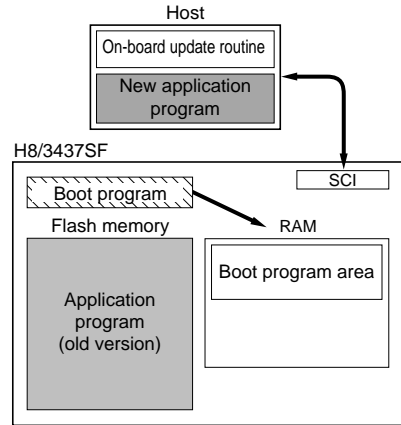 Host
On-board update routine
New application
program
H8/3437SF
SCI
Boot program
Flash memory
RAM
Boot program area
Application
program
(old version)